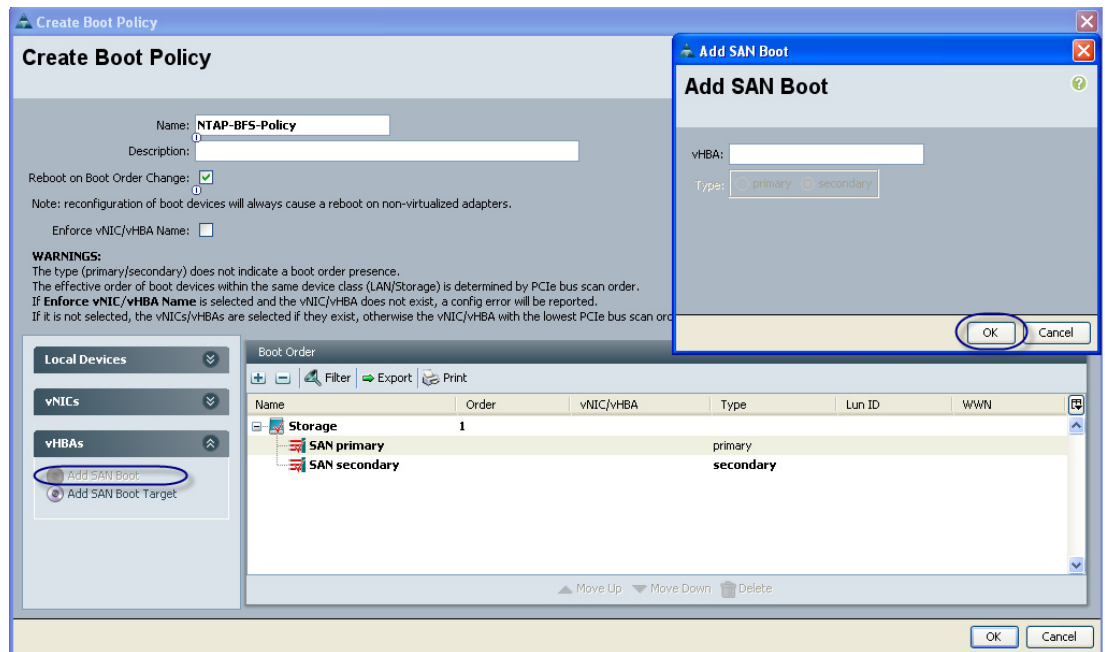 Create Boot Policy
Create Boot Policy
Name: NTAP-BFS-Policy
Description:
Reboot on Boot Order Change:
Note: reconfiguration of boot devices will always cause a reboot on non-virtualized adapters.
Enforce vNIC/vHBA Name:
WARNINGS:
The type (primary/secondary) does not indicate a boot order presence.
The effective order of boot devices within the same device class (LAN/Storage) is determined by PCIe bus scan order.
If Enforce vNIC/vHBA Name is selected and the vNIC/vHBA does not exist, a config error will be reported.
If it is not selected, the vNICs/vHBAs are selected if they exist, otherwise the vNIC/vHBA with the lowest PCIe bus scan ord
Add SAN Boot
Add SAN Boot
vHBA:
Type: primary secondary
OK Cancel
Local Devices
vNICs
vHBAs
Add SAN Boot
Add SAN Boot Target
Boot Order
Filter Export Print
Name Order vNIC/vHBA Type Lun ID WWN
Storage 1
SAN primary primary
SAN secondary secondary
Move Up Move Down Delete
OK Cancel